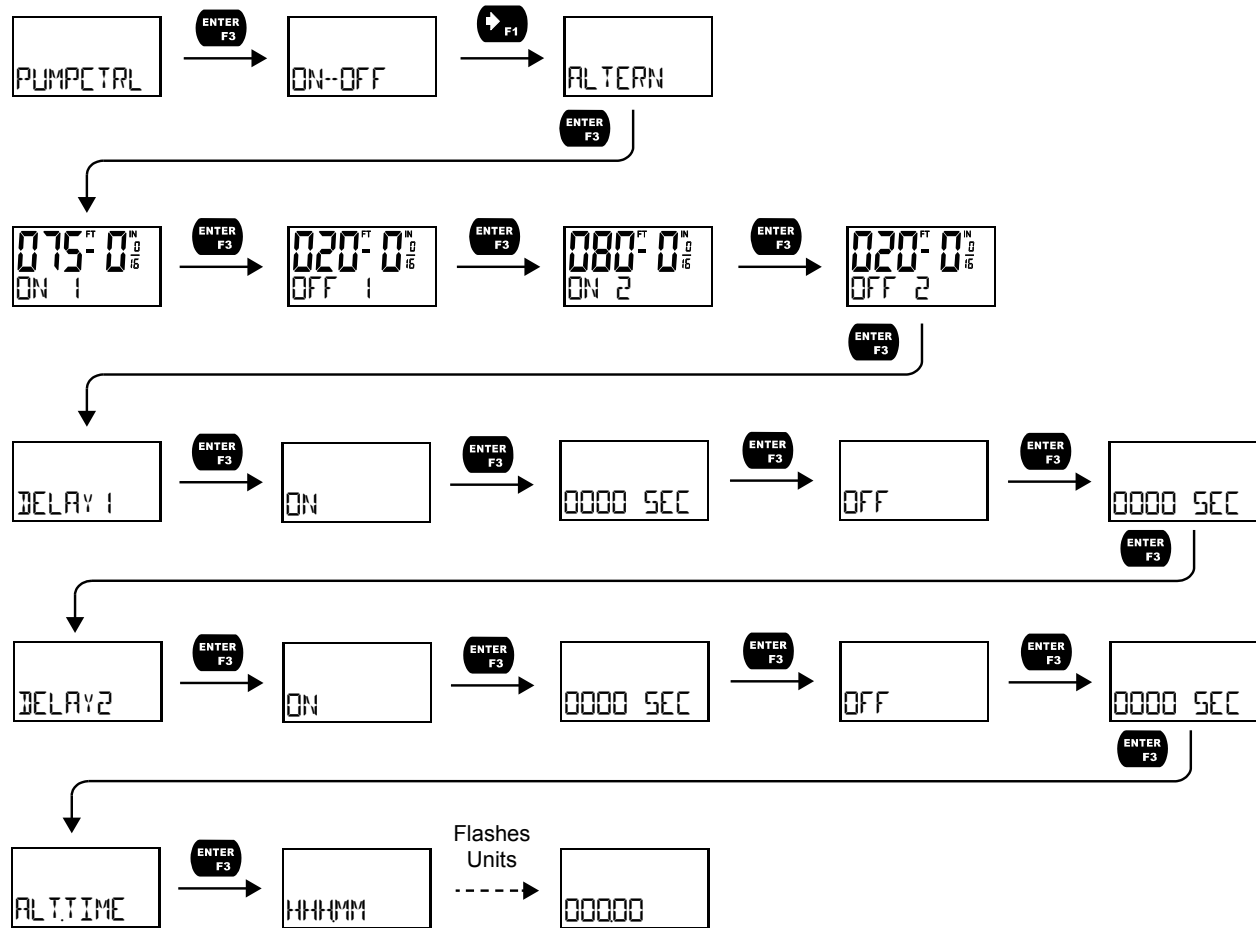 ENTER
F3
F1
PUMPCTRL
ON--OFF
ALTERN
ENTER
F3
075 FT - 0 IN 0/16
ON 1
ENTER
F3
020 FT - 0 IN 0/16
OFF 1
ENTER
F3
080 FT - 0 IN 0/16
ON 2
ENTER
F3
020 FT - 0 IN 0/16
OFF 2
ENTER
F3
DELAY1
ENTER
F3
ON
ENTER
F3
0000 SEC
ENTER
F3
OFF
ENTER
F3
0000 SEC
ENTER
F3
DELAY2
ENTER
F3
ON
ENTER
F3
0000 SEC
ENTER
F3
OFF
ENTER
F3
0000 SEC
ENTER
F3
ALT.TIME
ENTER
F3
HHH.MM
Flashes
Units
000.00